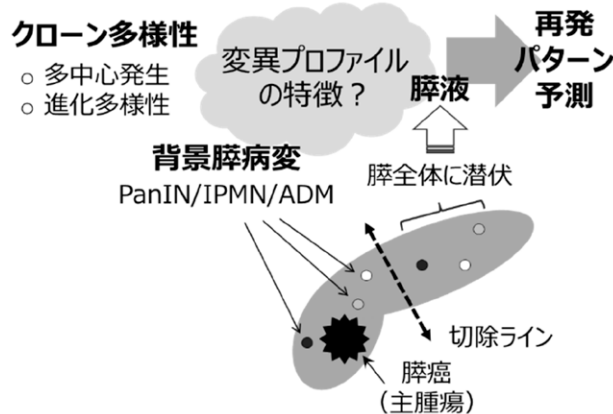 クローン多様性
○ 多中心発生
○ 進化多様性
変異プロファイル
の特徴？
膵液
再発
パターン
予測
背景膵病変
PanIN/IPMN/ADM
膵全体に潜伏
切除ライン
膵癌
（主腫瘍）